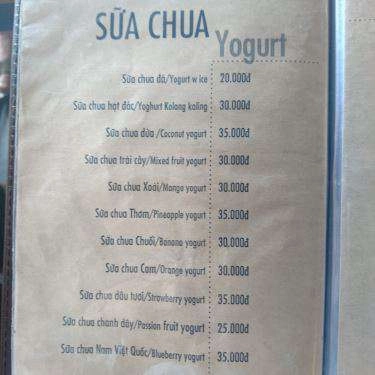 SỮA CHUA Yogurt
Sữa chua đá/Yogurt w ice 20.000đ
Sữa chua hạt đác/Yoghurt Kolang kaling 30.000đ
Sữa chua dừa /Coconut yogurt 35.000đ
Sữa chua trái cây/Mixed fruit yogurt 30.000đ
Sữa chua Xoài/Mango yogurt 30.000đ
Sữa chua Thơm/Pineapple yogurt 35.000đ
Sữa chua Chuối/Banana yogurt 30.000đ
Sữa chua Cam/Orange yogurt 30.000đ
Sữa chua dâu tươi/Strawberry yogurt 35.000đ
Sữa chua chanh dây/Passion fruit yogurt 25.000đ
Sữa chua Nam Việt Quốc/Blueberry yogurt 35.000đ